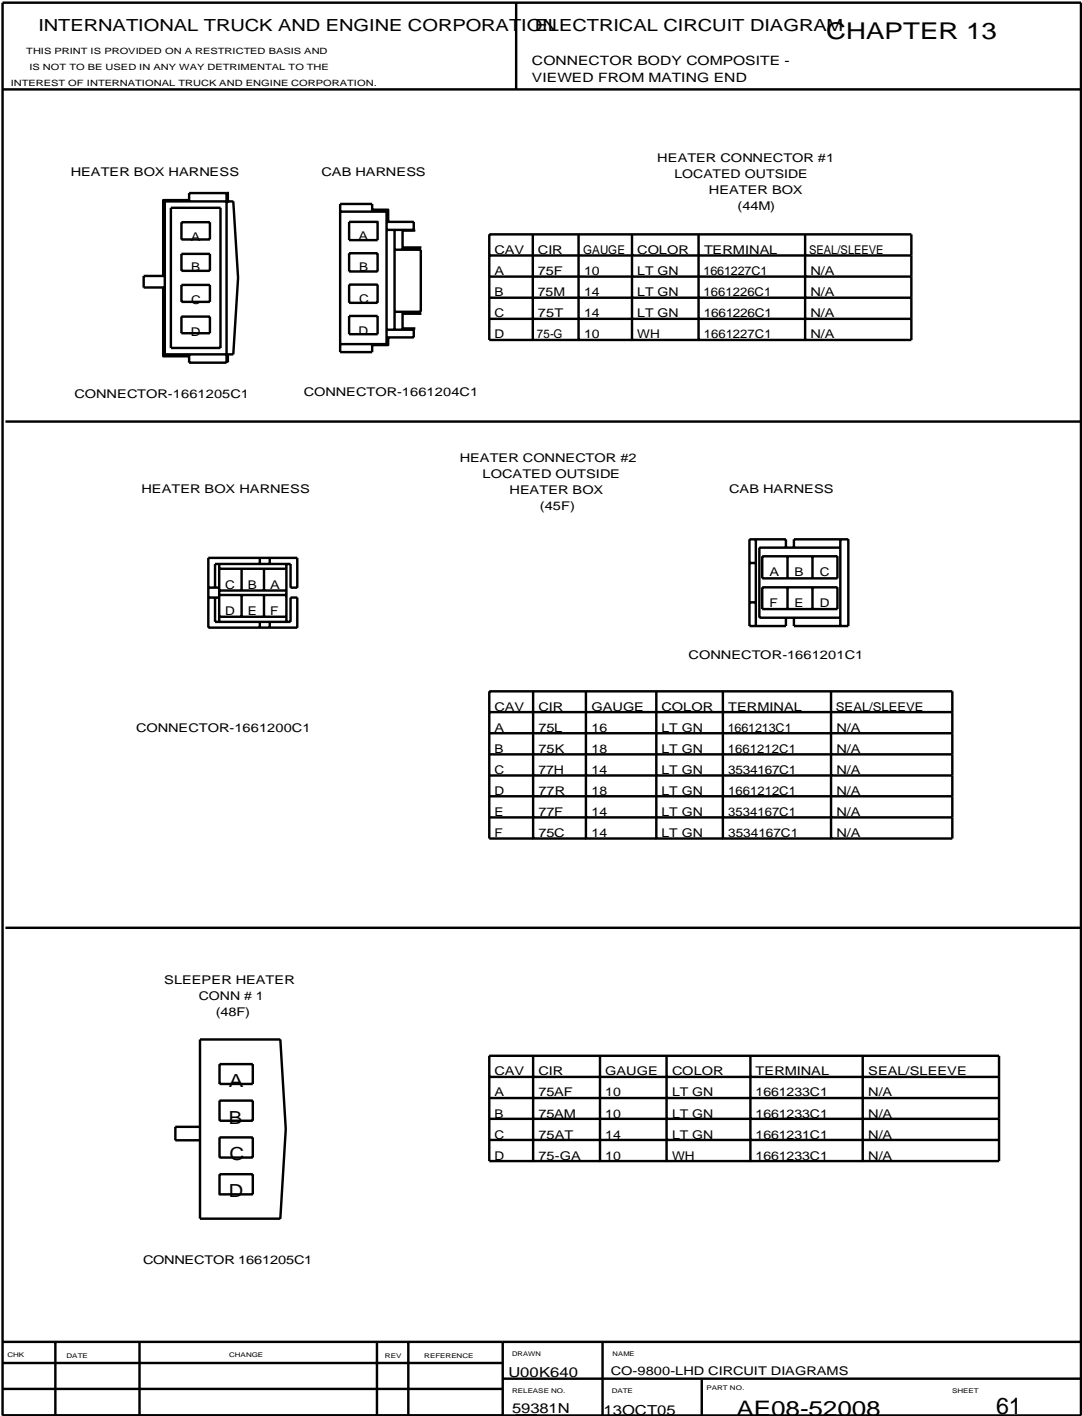 INTERNATIONAL TRUCK AND ENGINE CORPORATION
THIS PRINT IS PROVIDED ON A RESTRICTED BASIS AND
IS NOT TO BE USED IN ANY WAY DETRIMENTAL TO THE
INTEREST OF INTERNATIONAL TRUCK AND ENGINE CORPORATION.
ELECTRICAL CIRCUIT DIAGRAM
CHAPTER 13
CONNECTOR BODY COMPOSITE -
VIEWED FROM MATING END
HEATER BOX HARNESS
A
B
C
D
CONNECTOR-1661205C1
CAB HARNESS
A
B
C
D
CONNECTOR-1661204C1
HEATER CONNECTOR #1
LOCATED OUTSIDE
HEATER BOX
(44M)
CAV CIR GAUGE COLOR TERMINAL SEAL/SLEEVE
A 75F 10 LT GN 1661227C1 N/A
B 75M 14 LT GN 1661226C1 N/A
C 75T 14 LT GN 1661226C1 N/A
D 75-G 10 WH 1661227C1 N/A
HEATER CONNECTOR #2
LOCATED OUTSIDE
HEATER BOX
(45F)
HEATER BOX HARNESS
C B A
D E F
CONNECTOR-1661200C1
CAB HARNESS
A B C
F E D
CONNECTOR-1661201C1
CAV CIR GAUGE COLOR TERMINAL SEAL/SLEEVE
A 75L 16 LT GN 1661213C1 N/A
B 75K 18 LT GN 1661212C1 N/A
C 77H 14 LT GN 3534167C1 N/A
D 77R 18 LT GN 1661212C1 N/A
E 77F 14 LT GN 3534167C1 N/A
F 75C 14 LT GN 3534167C1 N/A
SLEEPER HEATER
CONN # 1
(48F)
A
B
C
D
CONNECTOR 1661205C1
CAV CIR GAUGE COLOR TERMINAL SEAL/SLEEVE
A 75AF 10 LT GN 1661233C1 N/A
B 75AM 10 LT GN 1661233C1 N/A
C 75AT 14 LT GN 1661231C1 N/A
D 75-GA 10 WH 1661233C1 N/A
CHK DATE CHANGE REV REFERENCE
DRAWN
U00K640
NAME
CO-9800-LHD CIRCUIT DIAGRAMS
RELEASE NO.
59381N
DATE
13OCT05
PART NO.
AE08-52008
SHEET
61